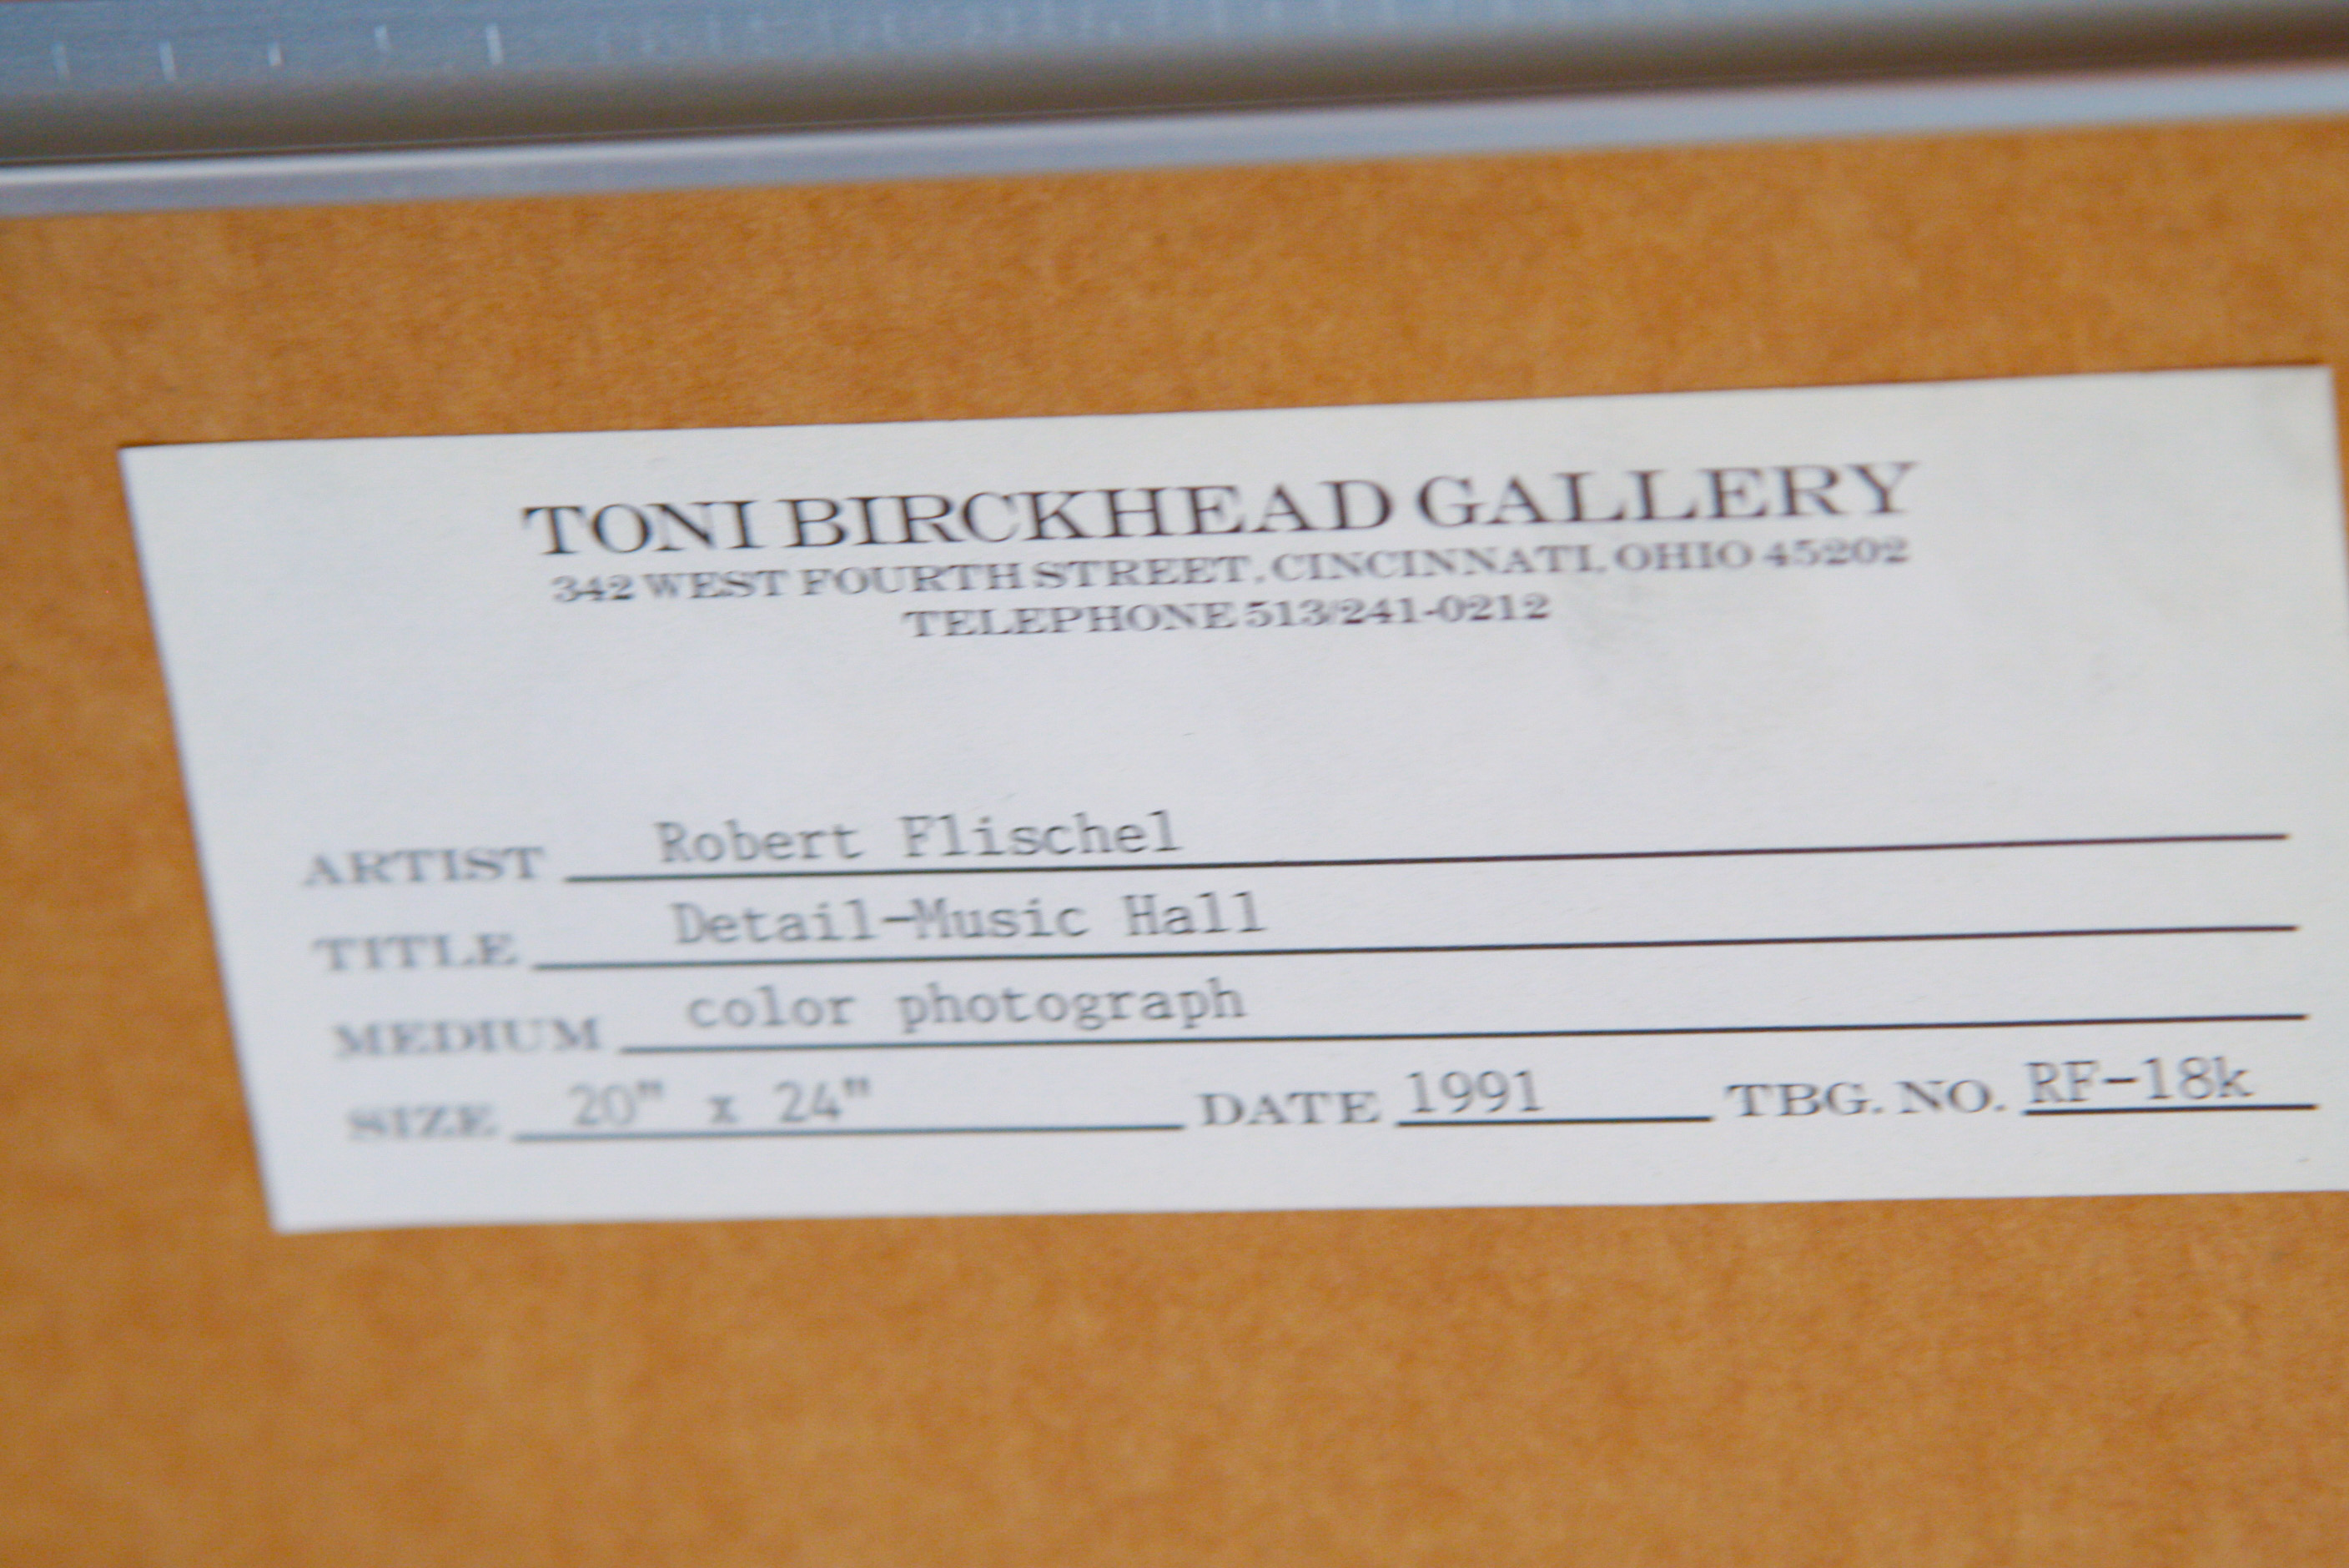 TONI BIRCKHEAD GALLERY
342 WEST FOURTH STREET, CINCINNATI, OHIO 45202
TELEPHONE 513/241-0212
ARTIST Robert Flischel
TITLE Detail-Music Hall
MEDIUM color photograph
SIZE 20" x 24" DATE 1991 TBG. NO. RF-18k